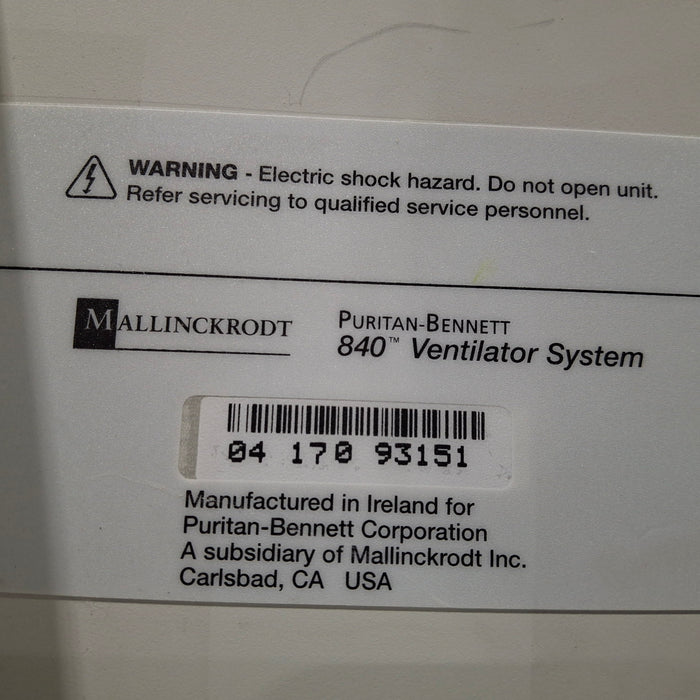 WARNING - Electric shock hazard. Do not open unit.
Refer servicing to qualified service personnel.
MALLINCKRODT
PURITAN-BENNETT
840™ Ventilator System
04 170 93151
Manufactured in Ireland for
Puritan-Bennett Corporation
A subsidiary of Mallinckrodt Inc.
Carlsbad, CA USA